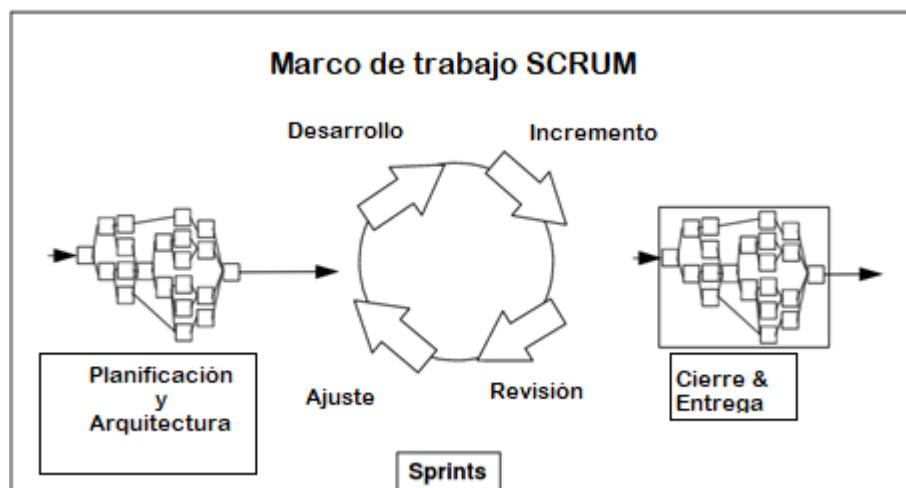 Marco de trabajo SCRUM
Desarrollo
Incremento
Planificación
y
Arquitectura
Ajuste
Revisión
Cierre &
Entrega
Sprints